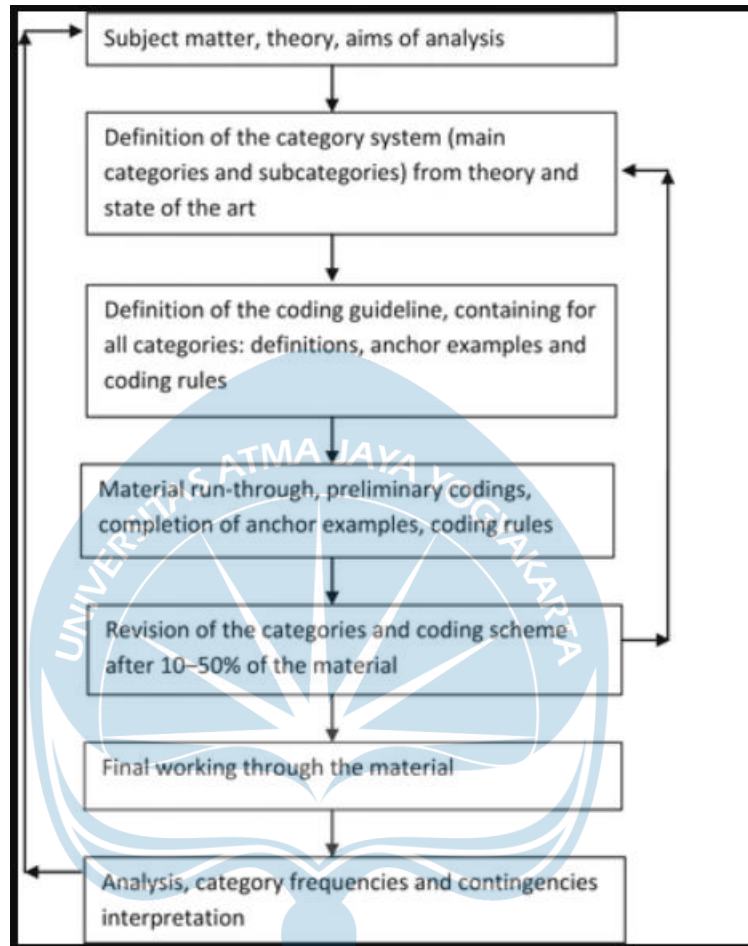 Subject matter, theory, aims of analysis
Definition of the category system (main
categories and subcategories) from theory and
state of the art
Definition of the coding guideline, containing for
all categories: definitions, anchor examples and
coding rules
Material run-through, preliminary codings,
completion of anchor examples, coding rules
UNIVERSITAS ATMA JAYA YOGYAKARTA
Revision of the categories and coding scheme
after 10–50% of the material
Final working through the material
Analysis, category frequencies and contingencies
interpretation